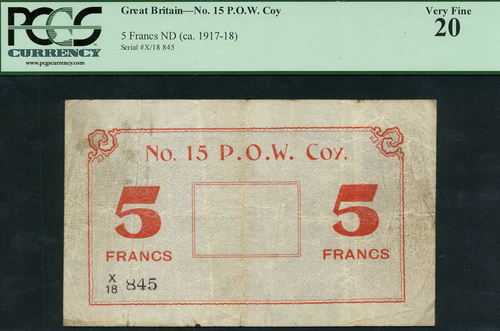 PCGS
CURRENCY
www.pcgscurrency.com
Great Britain—No. 15 P.O.W. Coy
5 Francs ND (ca. 1917-18)
Serial #X/18 845
Very Fine
20
No. 15 P.O.W. Coy.
5 5
FRANCS FRANCS
X
18 845